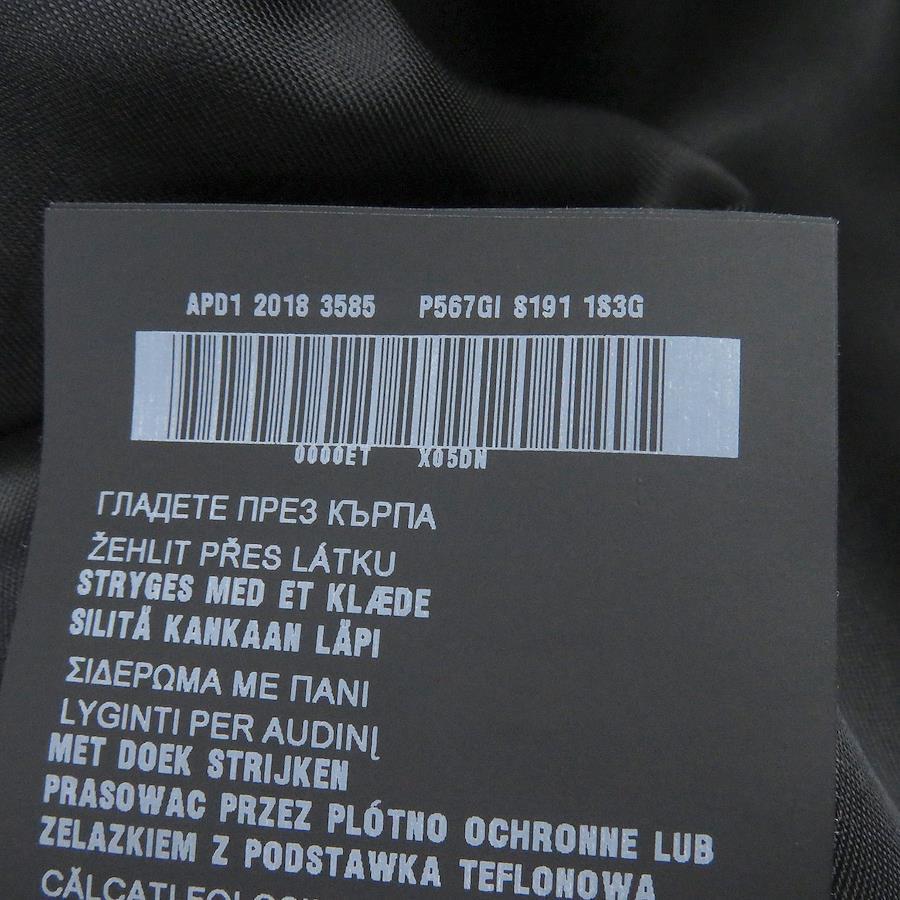 APD1 2018 3585 P567GI S191 1S3G
0000ET X05DN
ГЛАДЕТЕ ПРЕЗ КЪРПА
ŽEHLIT PŘES LÁTKU
STRYGES MED ET KLÆDE
SILITÄ KANKAAN LÄPI
ΣΙΔΕΡΩΜΑ ΜΕ ΠΑΝΙ
LYGINTI PER AUDINĮ
MET DOEK STRIJKEN
PRASOWAC PRZEZ PLÓTNO OCHRONNE LUB
ZELAZKIEM Z PODSTAWKA TEFLONOWA